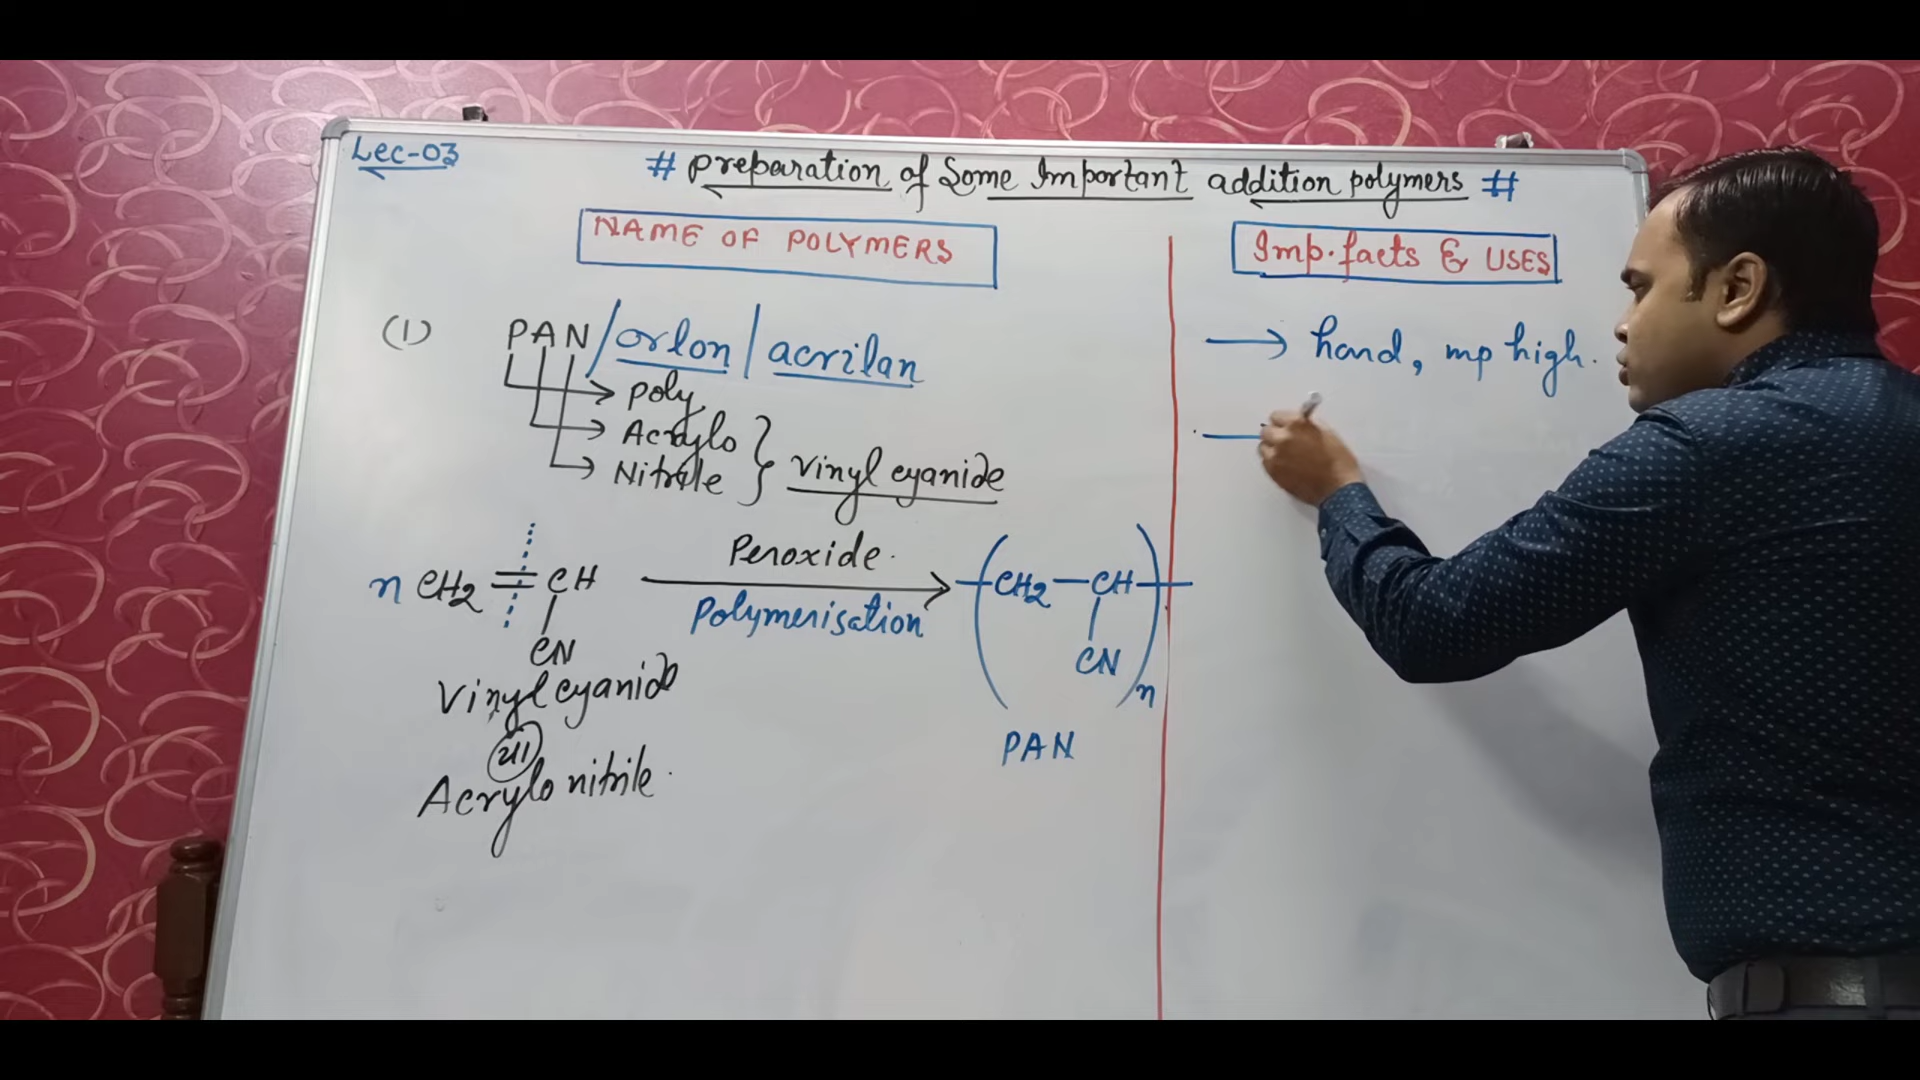 Lec-03
# preparation of Some Important addition polymers #
NAME OF POLYMERS
Imp. facts & USES
(1) PAN/orlon/acrilan
→ hard, mp high.
→ poly
→ Acrylo
→ Nitrile } vinyl cyanide
n CH2 = CH
CN
Peroxide.
Polymerisation
( CH2 — CH )n
CN
Vinyl cyanide
या
Acrylo nitrile.
PAN